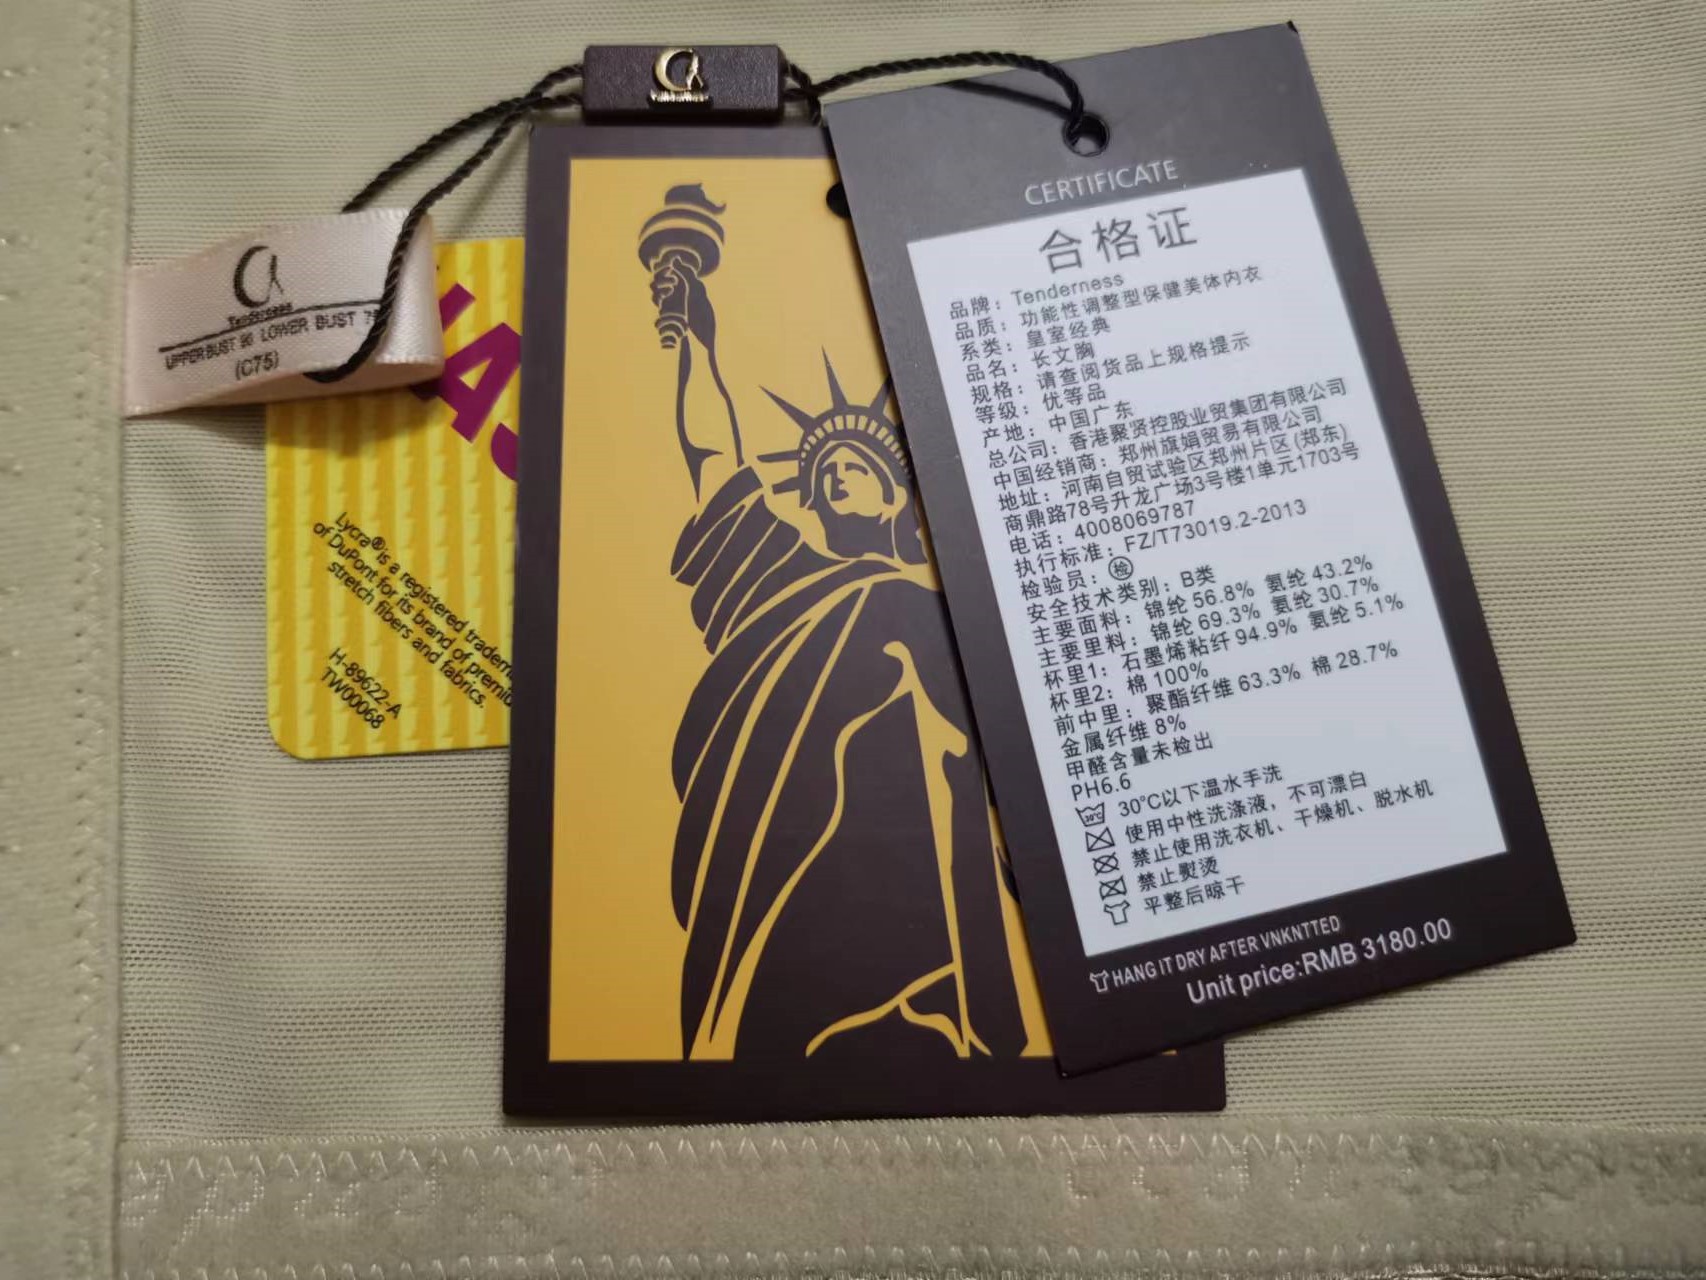 Tenderness
UPPER BUST 90 LOWER BUST
(C75)
Lycra® is a registered
of DuPont for its brand of
stretch fibers and fabrics.
H-89622-A
TW00068
CERTIFICATE
合格证
品牌：Tenderness
品质：功能性调整型保健美体内衣
系类：皇室经典
品名：长文胸
规格：请查阅货品上规格提示
等级：优等品
产地：中国广东
总公司：香港聚贤控股业贸集团有限公司
中国经销商：郑州旗娟贸易有限公司
地址：河南自贸试验区郑州片区(郑东)
商鼎路78号升龙广场3号楼1单元1703号
电话：4008069787
执行标准：FZ/T73019.2-2013
检验员：检
安全技术类别：B类
主要面料：锦纶 56.8% 氨纶 43.2%
主要里料：锦纶 69.3% 氨纶 30.7%
杯里1：石墨烯粘纤 94.9% 氨纶 5.1%
杯里2：棉 100%
前中里：聚酯纤维 63.3% 棉 28.7%
金属纤维 8%
甲醛含量未检出
PH6.6
30°C以下温水手洗
使用中性洗涤液，不可漂白
禁止使用洗衣机、干燥机、脱水机
禁止熨烫
平整后晾干
HANG IT DRY AFTER VNKNTTED
Unit price:RMB 3180.00